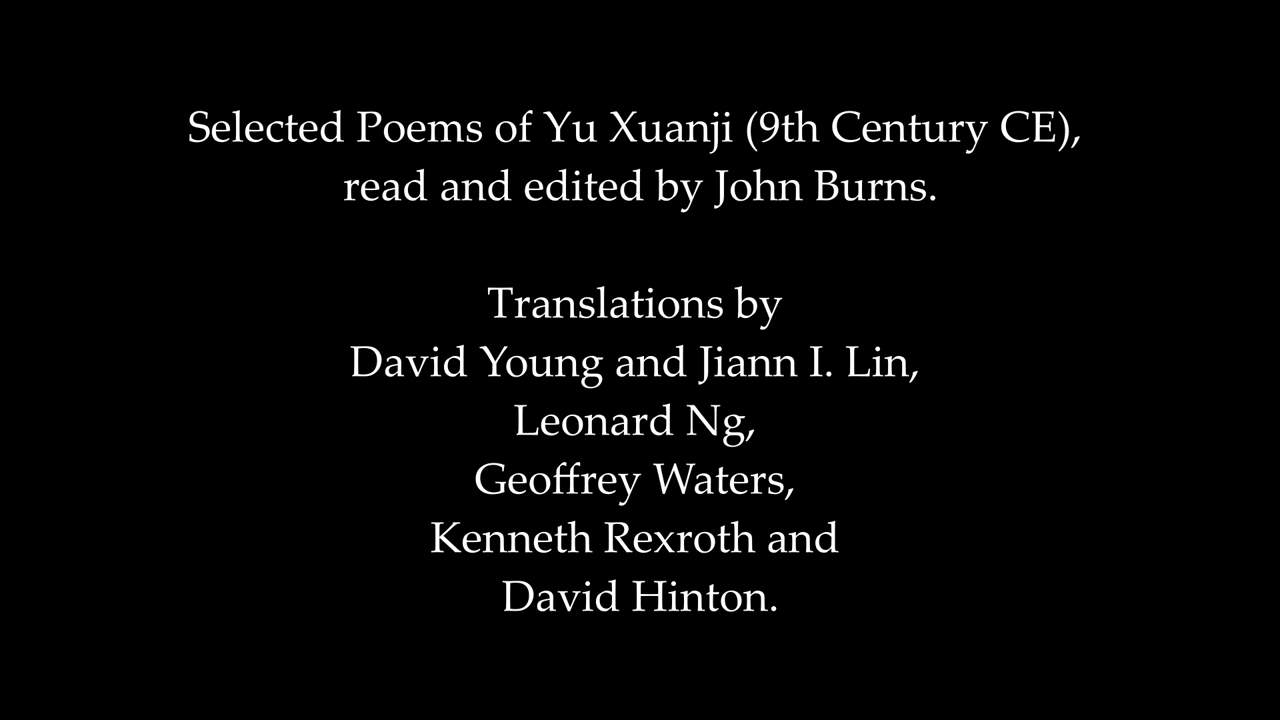 Selected Poems of Yu Xuanji (9th Century CE),
read and edited by John Burns.
Translations by
David Young and Jiann I. Lin,
Leonard Ng,
Geoffrey Waters,
Kenneth Rexroth and
David Hinton.